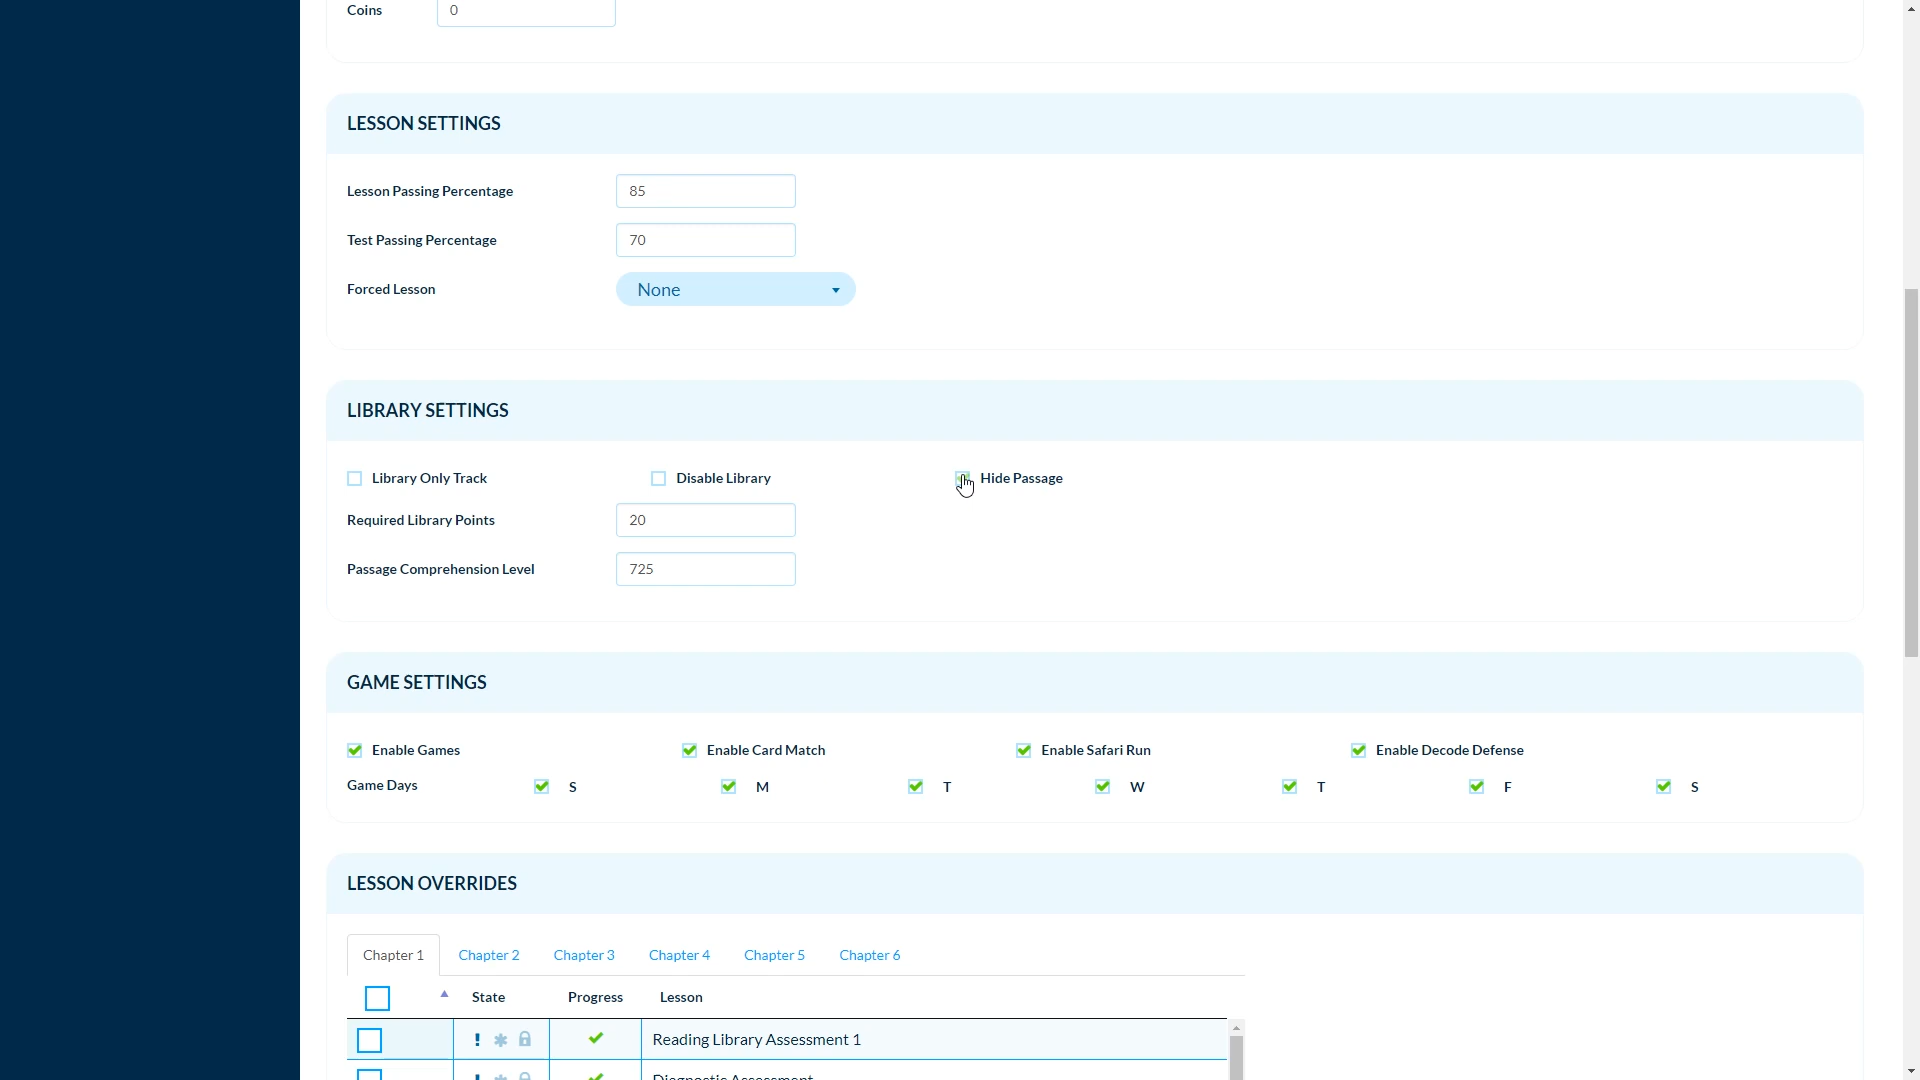 Coins 0
LESSON SETTINGS
Lesson Passing Percentage 85
Test Passing Percentage 70
Forced Lesson None
LIBRARY SETTINGS
Library Only Track Disable Library Hide Passage
Required Library Points 20
Passage Comprehension Level 725
GAME SETTINGS
Enable Games Enable Card Match Enable Safari Run Enable Decode Defense
Game Days S M T W T F S
LESSON OVERRIDES
Chapter 1 Chapter 2 Chapter 3 Chapter 4 Chapter 5 Chapter 6
State Progress Lesson
! Reading Library Assessment 1
Diagnostic Assessment